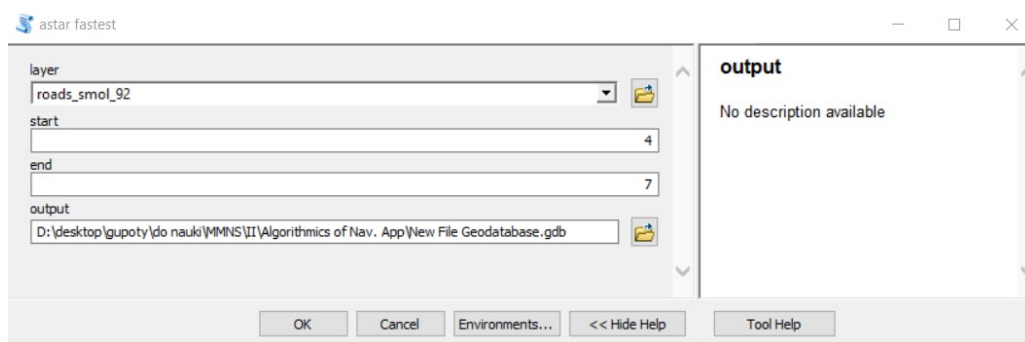 astar fastest
layer
roads_smol_92
start
4
end
7
output
D:\desktop\gupoty\do nauki\MMNS\II\Algorithmics of Nav. App\New File Geodatabase.gdb
OK
Cancel
Environments...
<< Hide Help
output
No description available
Tool Help